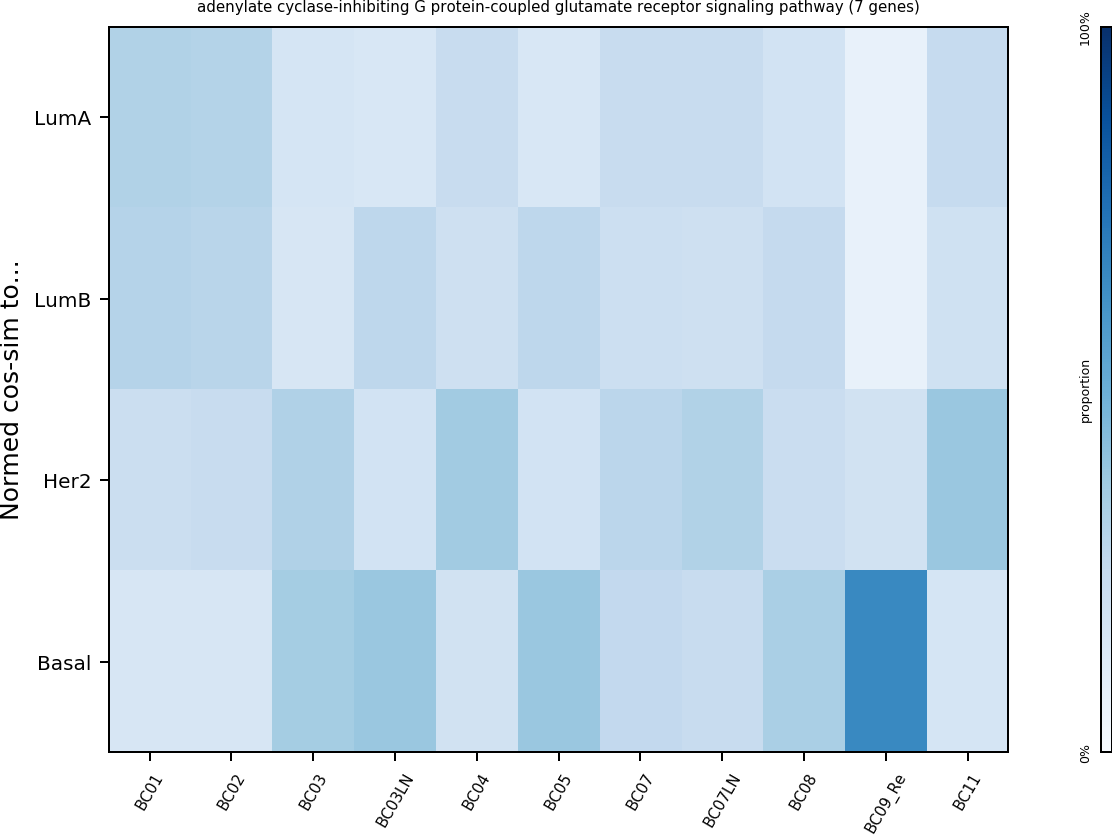 adenylate cyclase-inhibiting G protein-coupled glutamate receptor signaling pathway (7 genes)
Normed cos-sim to...
LumA
LumB
Her2
Basal
BC01
BC02
BC03
BC03LN
BC04
BC05
BC07
BC07LN
BC08
BC09_Re
BC11
100%
proportion
0%